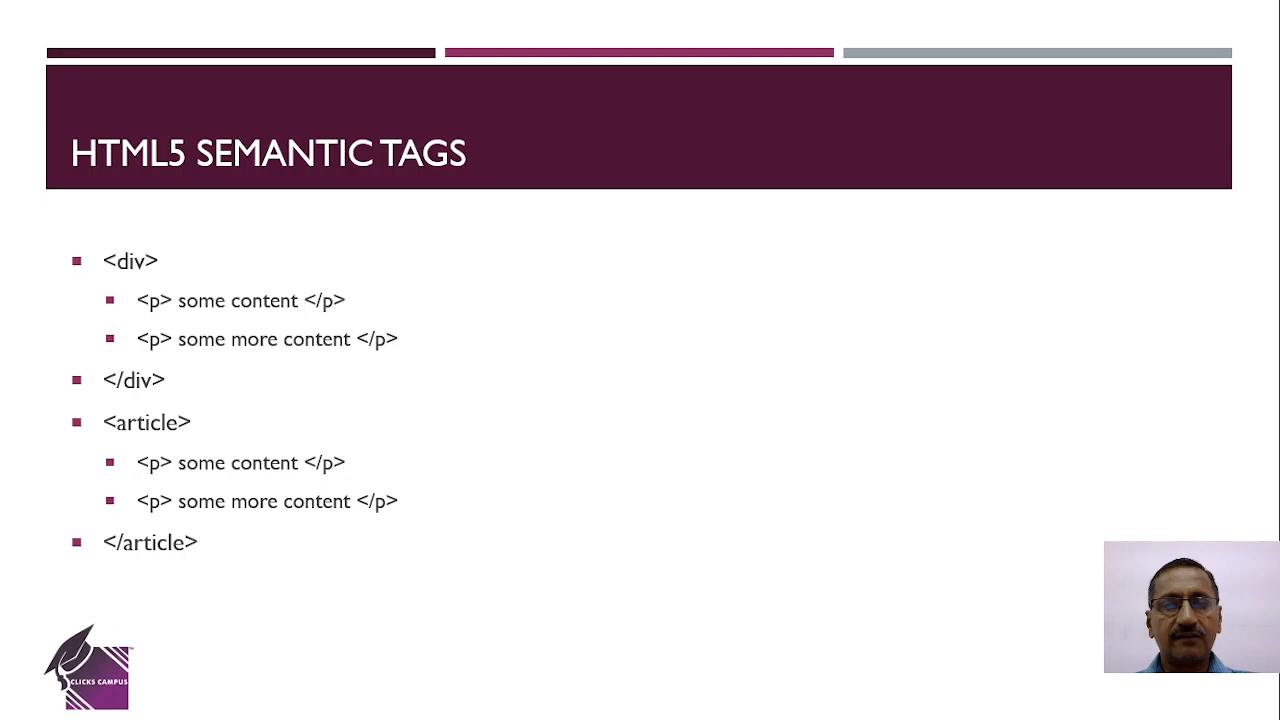 HTML5 SEMANTIC TAGS
<div>
<p> some content </p>
<p> some more content </p>
</div>
<article>
<p> some content </p>
<p> some more content </p>
</article>
CLICKS CAMPUS